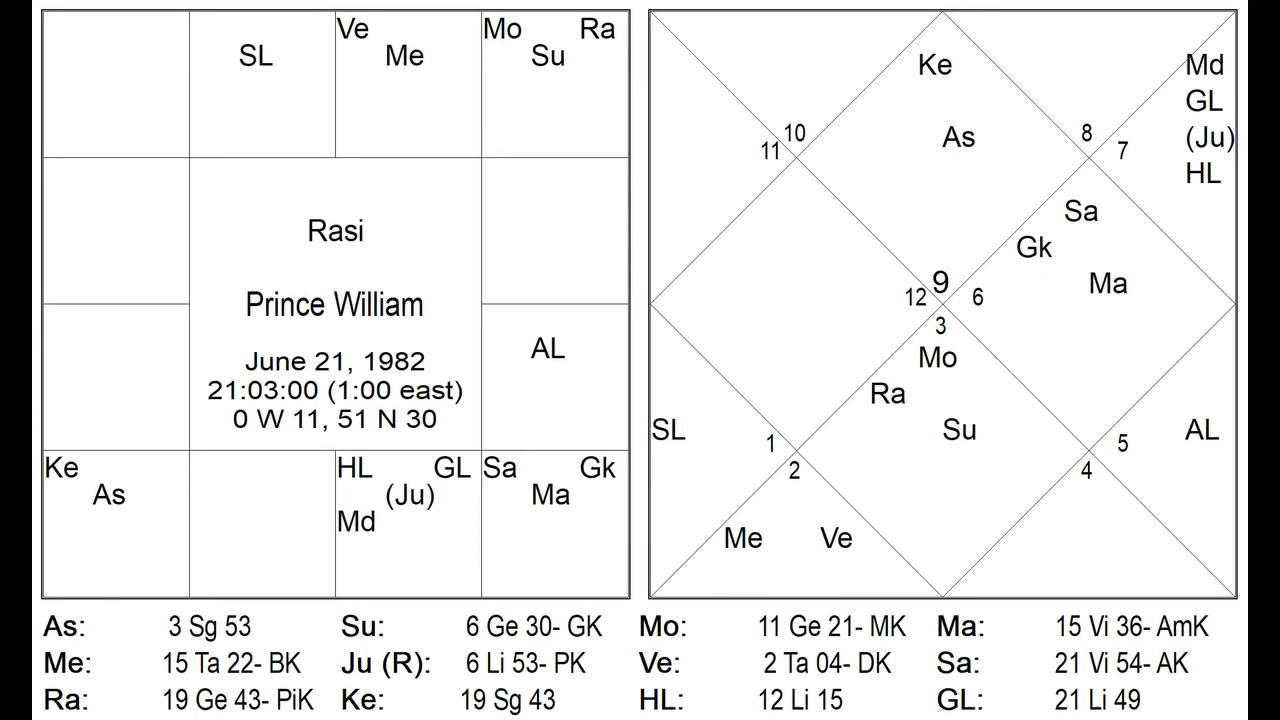 SL
Ve
Me
Mo Ra
Su
Rasi
Prince William
June 21, 1982
21:03:00 (1:00 east)
0 W 11, 51 N 30
AL
Ke
As
HL GL
(Ju)
Md
Sa Gk
Ma
Ke
As
10
11
8
7
Md
GL
(Ju)
HL
Sa
Gk
Ma
9
12
6
3
Mo
Ra
Su
SL
1
2
5
4
AL
Me Ve
As: 3 Sg 53 Su: 6 Ge 30- GK Mo: 11 Ge 21- MK Ma: 15 Vi 36- AmK
Me: 15 Ta 22- BK Ju (R): 6 Li 53- PK Ve: 2 Ta 04- DK Sa: 21 Vi 54- AK
Ra: 19 Ge 43- PiK Ke: 19 Sg 43 HL: 12 Li 15 GL: 21 Li 49